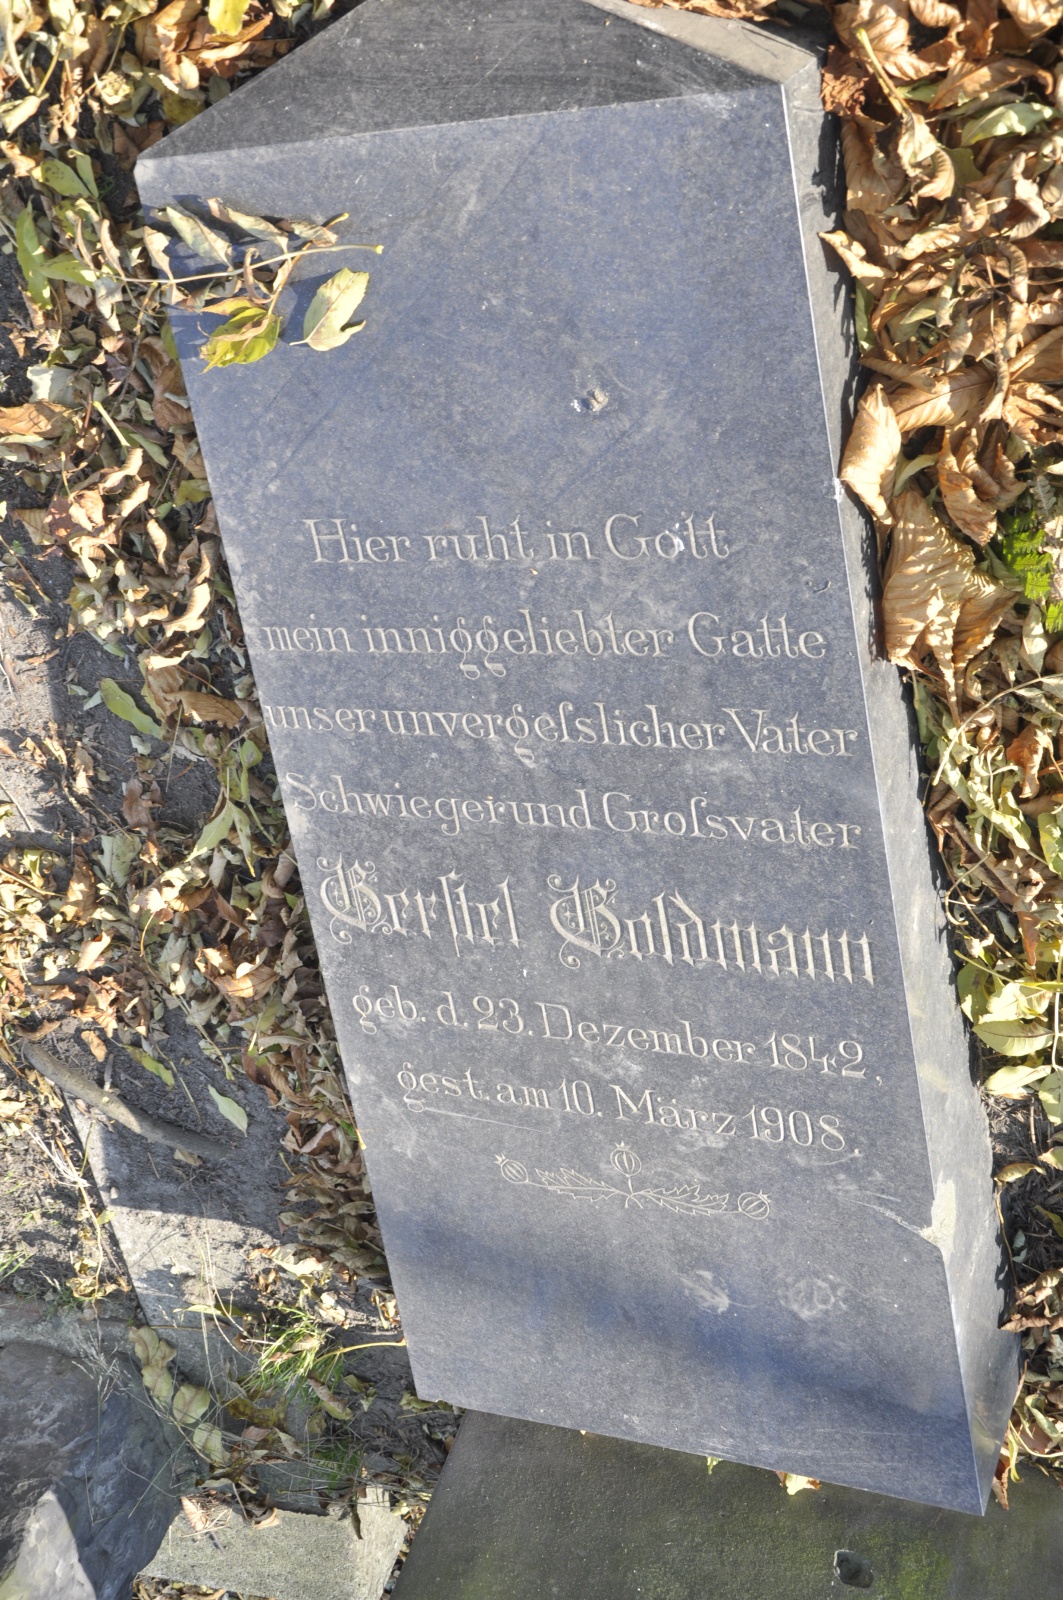 Hier ruht in Gott
mein inniggeliebter Gatte
unser unvergeſslicher Vater
Schwieger und Groſsvater
Gerſtel Goldmann
geb. d. 23. Dezember 1842,
gest. am 10. März 1908.